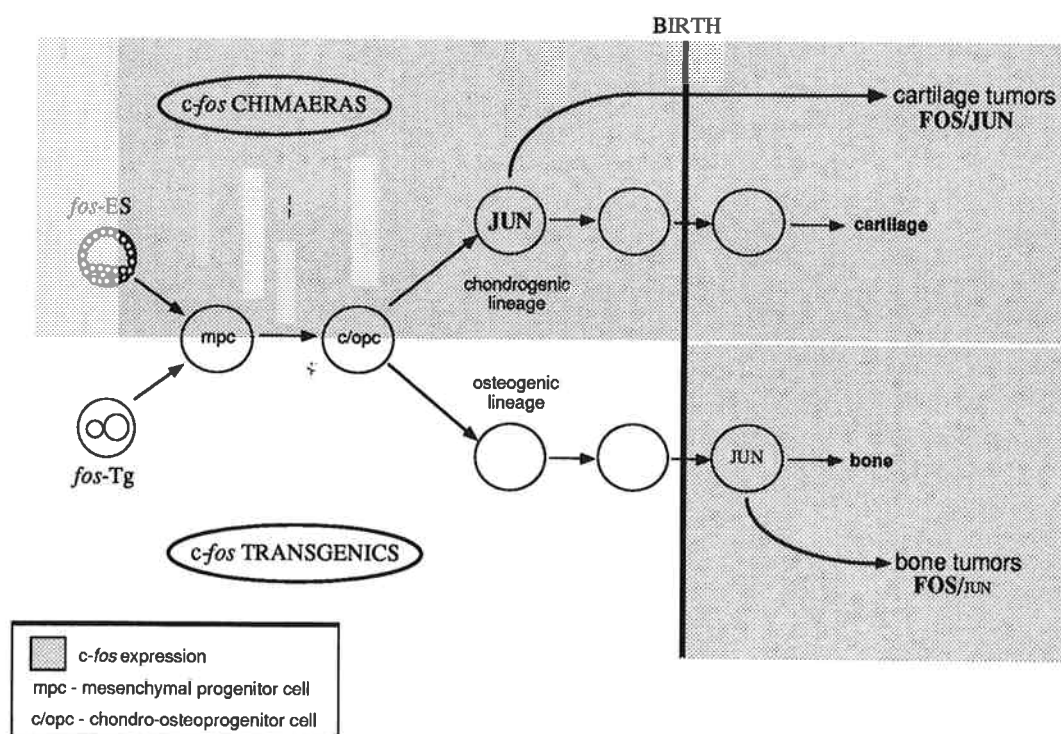 BIRTH
c-fos CHIMAERAS
cartilage tumors
FOS/JUN
fos-ES
JUN
cartilage
chondrogenic
lineage
mpc
c/opc
osteogenic
lineage
fos-Tg
JUN
bone
c-fos TRANSGENICS
bone tumors
FOS/JUN
c-fos expression
mpc - mesenchymal progenitor cell
c/opc - chondro-osteoprogenitor cell